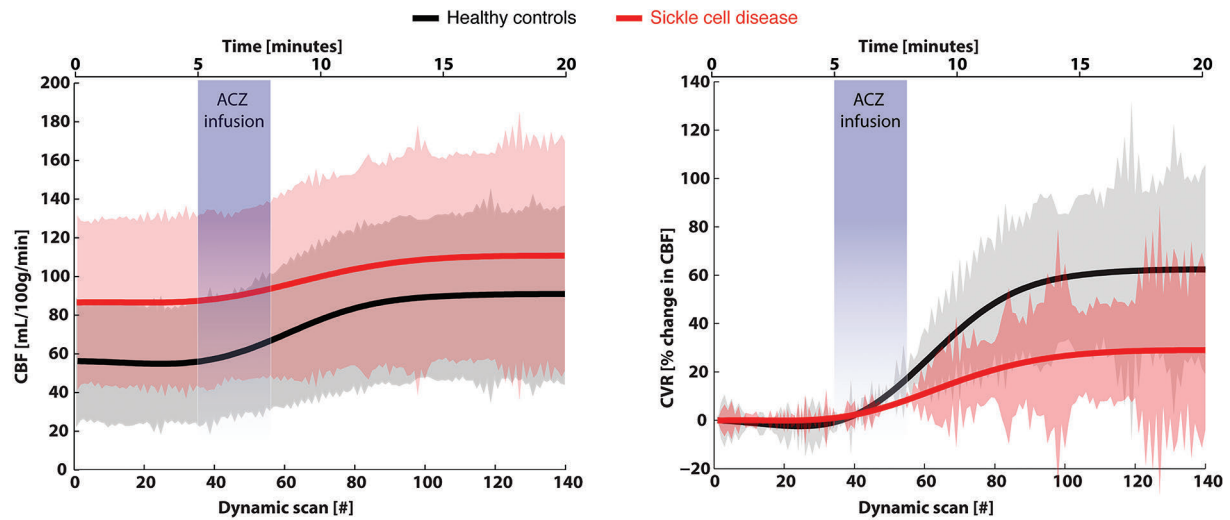 Healthy controls
Sickle cell disease
Time [minutes]
0 5 10 15 20
ACZ
infusion
CBF [mL/100g/min]
200
180
160
140
120
100
80
60
40
20
0
0 20 40 60 80 100 120 140
Dynamic scan [#]
Time [minutes]
0 5 10 15 20
ACZ
infusion
CVR [% change in CBF]
140
120
100
80
60
40
20
0
−20
0 20 40 60 80 100 120 140
Dynamic scan [#]